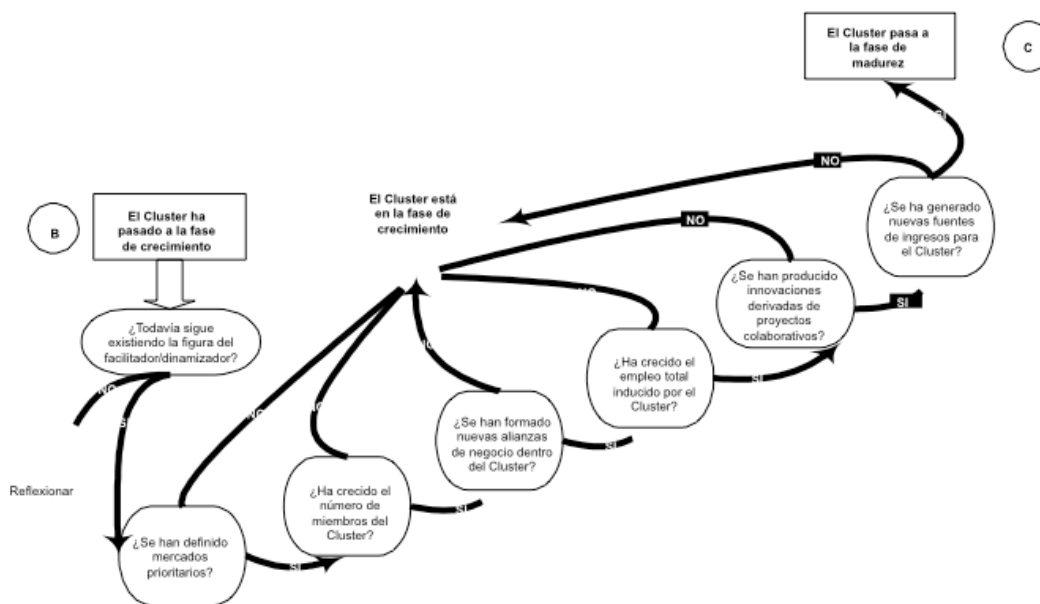 El Cluster pasa a
la fase de
madurez
C
SI
NO
El Cluster está
en la fase de
crecimiento
¿Se ha generado
nuevas fuentes
de ingresos para
el Cluster?
B
El Cluster ha
pasado a la fase
de crecimiento
NO
¿Se han producido
innovaciones
derivadas de
proyectos
colaborativos?
SI
NO
¿Todavía sigue
existiendo la figura del
facilitador/dinamizador?
¿Ha crecido el
empleo total
inducido por el
Cluster?
SI
NO
NO
SI
NO
NO
¿Se han formado
nuevas alianzas
de negocio dentro
del Cluster?
SI
Reflexionar
¿Ha crecido el
número de
miembros del
Cluster?
SI
¿Se han definido
mercados
prioritarios?
SI